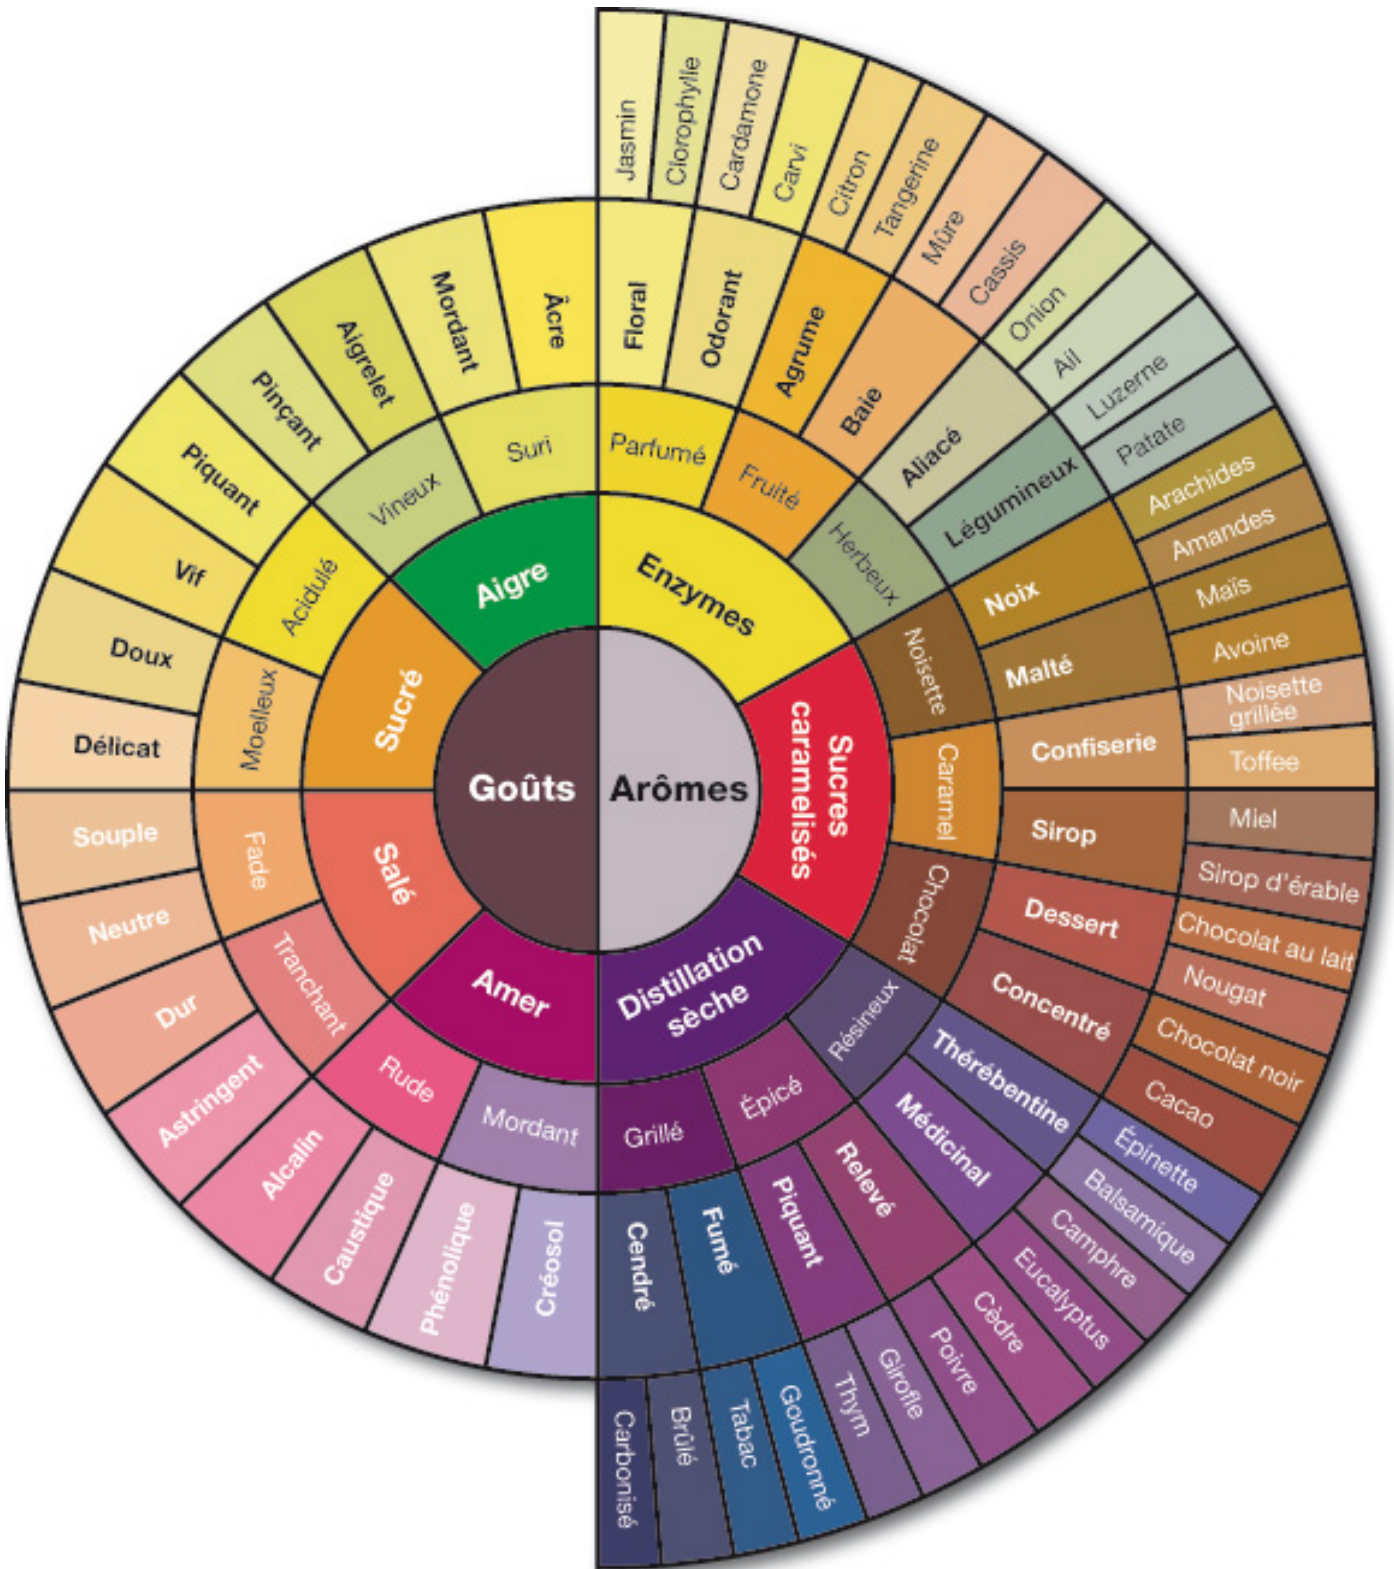 Goûts
Arômes
Aigre
Sucré
Salé
Amer
Enzymes
Sucres
caramelisés
Distillation
sèche
Suri
Vineux
Acidulé
Moelleux
Fade
Tranchant
Rude
Mordant
Âcre
Mordant
Aigrelet
Pinçant
Piquant
Vif
Doux
Délicat
Souple
Neutre
Dur
Astringent
Alcalin
Caustique
Phénolique
Créosol
Parfumé
Fruité
Herbeux
Noisette
Caramel
Chocolat
Résineux
Épicé
Grillé
Floral
Odorant
Agrume
Baie
Aliacé
Légumineux
Noix
Malté
Confiserie
Sirop
Dessert
Concentré
Thérébentine
Médicinal
Relevé
Piquant
Fumé
Cendré
Jasmin
Clorophylle
Cardamone
Carvi
Citron
Tangerine
Mûre
Cassis
Onion
Ail
Luzerne
Patate
Arachides
Amandes
Maïs
Avoine
Noisette
grillée
Toffee
Miel
Sirop d'érable
Chocolat au lait
Nougat
Chocolat noir
Cacao
Épinette
Balsamique
Camphre
Eucalyptus
Cèdre
Poivre
Girofle
Thym
Goudronné
Tabac
Brûlé
Carbonisé